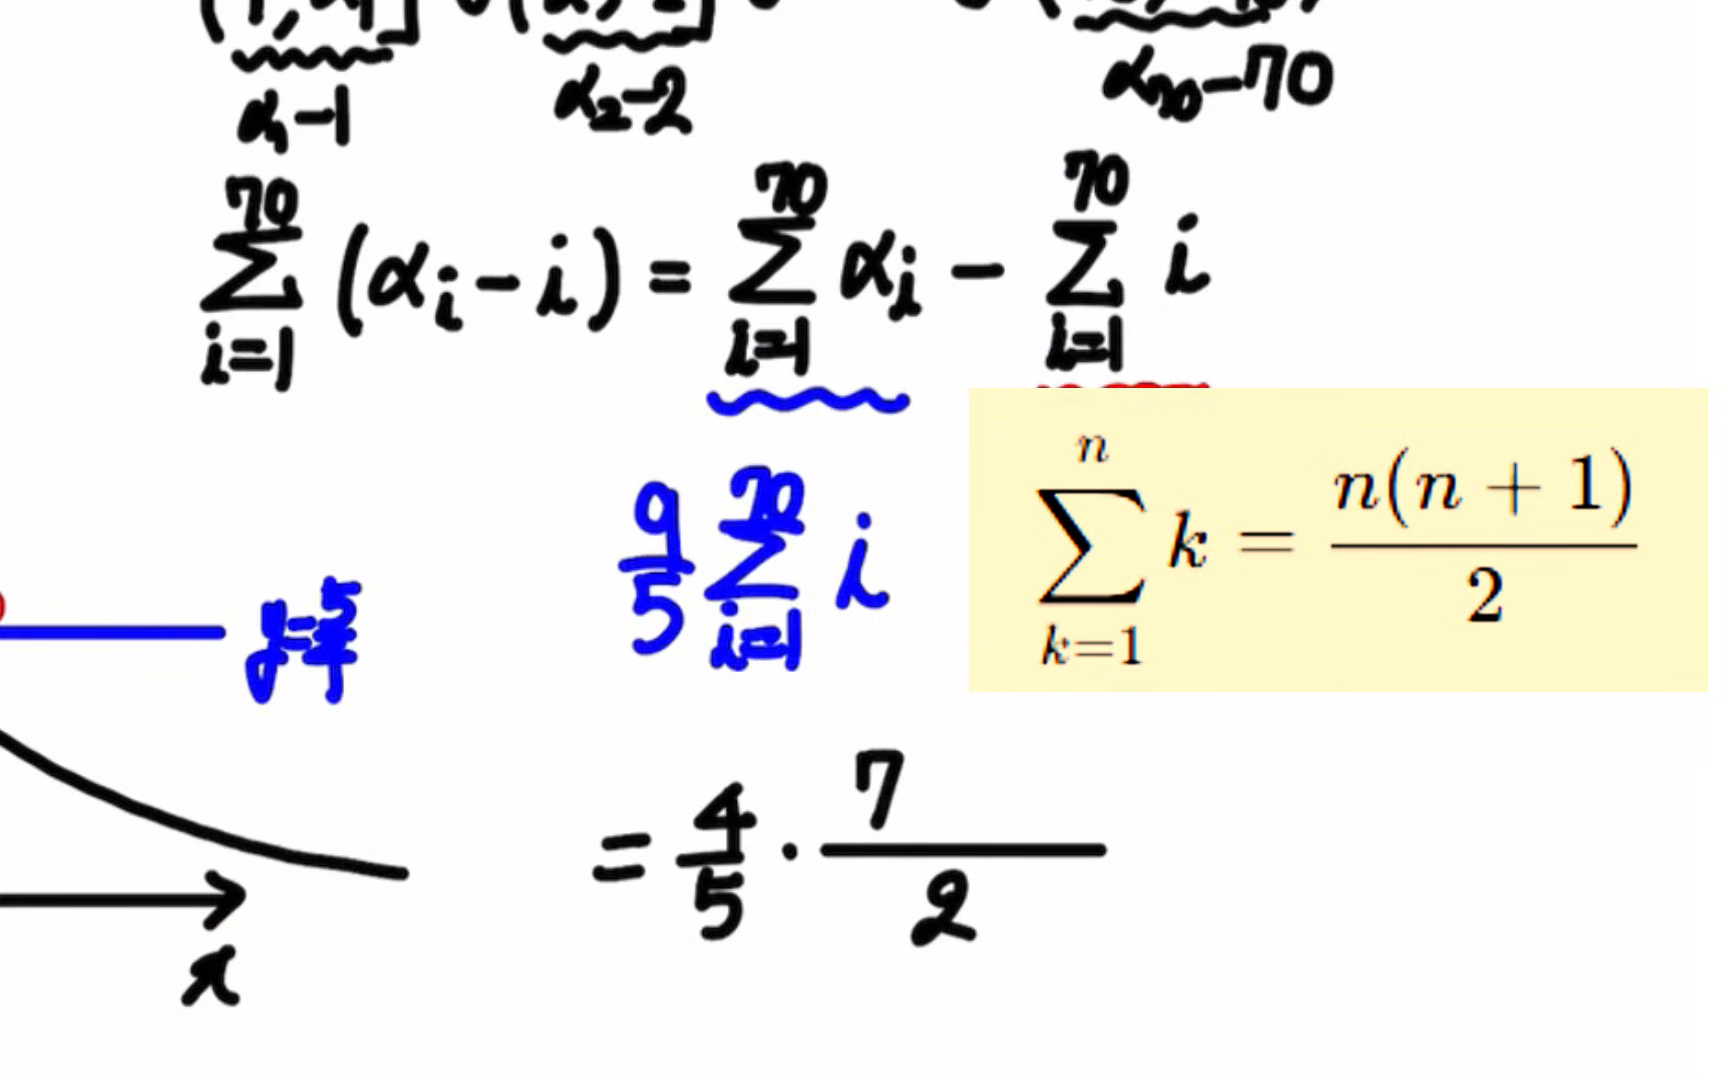 α₁-1 α₂-2 α₇₀-70
70 70 70
∑ (αᵢ-i) = ∑ αᵢ - ∑ i
i=1 i=1 i=1
9/5 70∑i=1 i
n∑k=1 k = n(n + 1)/2
= 4/5 · 7/2
x